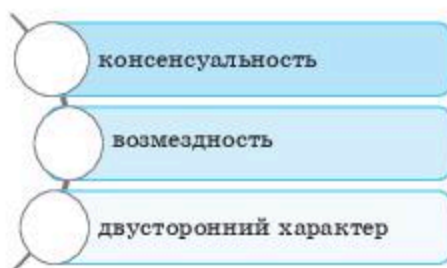 консенсуальность
возмездность
двусторонний характер